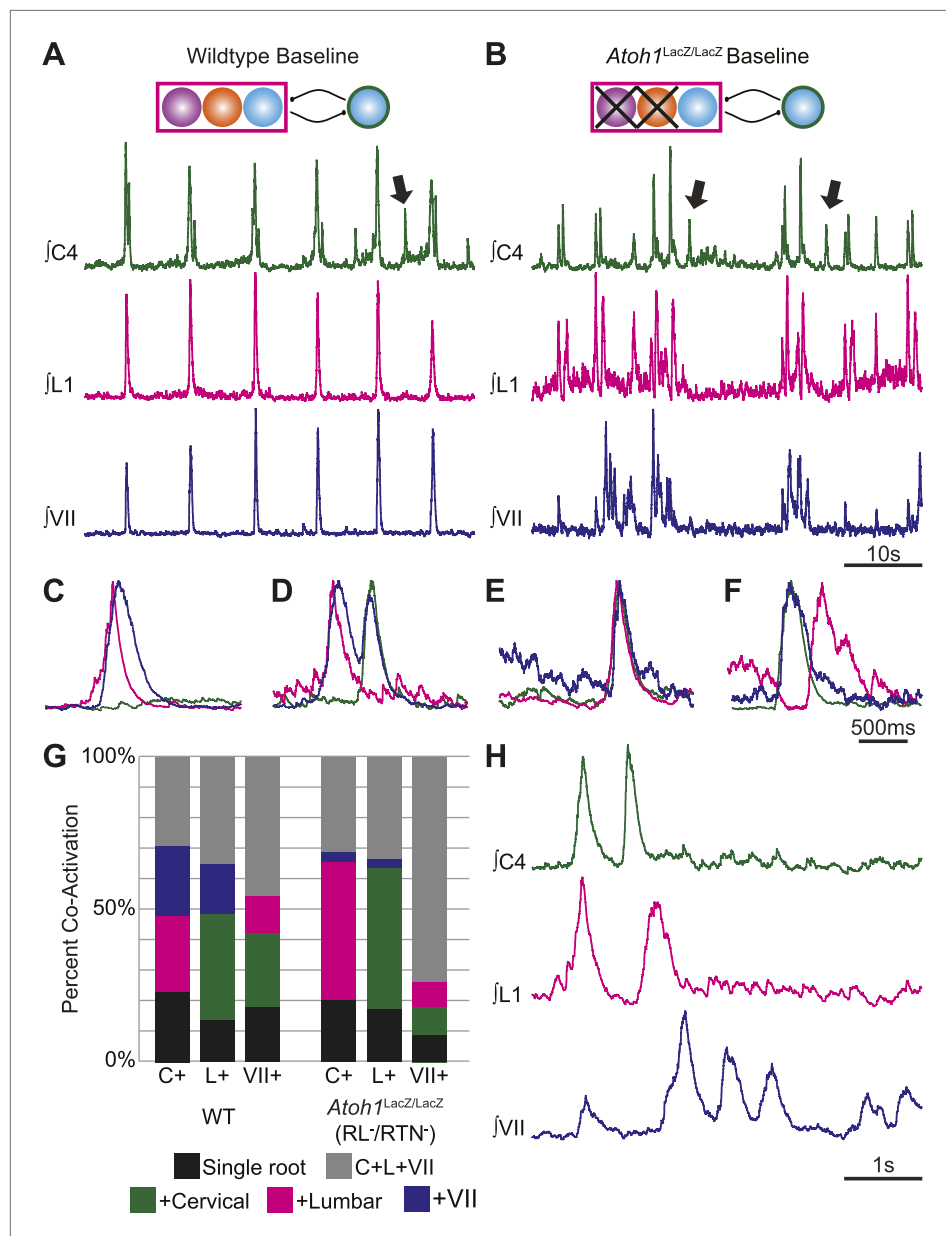 A
Wildtype Baseline
B
Atoh1LacZ/LacZ Baseline
∫C4
∫C4
∫L1
∫L1
∫VII
∫VII
10s
C
D
E
F
500ms
G
H
100%
50%
0%
Percent Co-Activation
C+ L+ VII+
C+ L+ VII+
WT
Atoh1LacZ/LacZ
(RL-/RTN-)
Single root
C+L+VII
+Cervical
+Lumbar
+VII
∫C4
∫L1
∫VII
1s